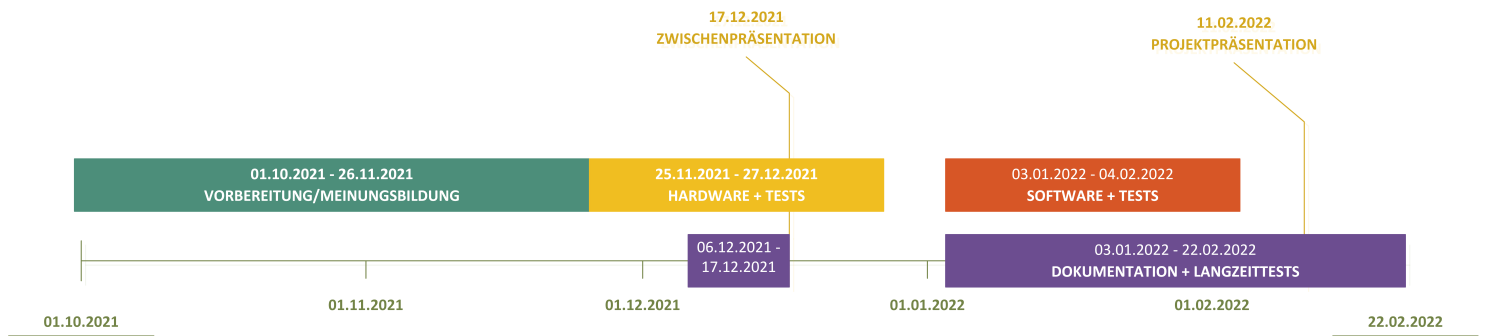 17.12.2021
ZWISCHENPRÄSENTATION
11.02.2022
PROJEKTPRÄSENTATION
01.10.2021 - 26.11.2021
VORBEREITUNG/MEINUNGSBILDUNG
25.11.2021 - 27.12.2021
HARDWARE + TESTS
03.01.2022 - 04.02.2022
SOFTWARE + TESTS
06.12.2021 -
17.12.2021
03.01.2022 - 22.02.2022
DOKUMENTATION + LANGZEITTESTS
01.10.2021
01.11.2021
01.12.2021
01.01.2022
01.02.2022
22.02.2022